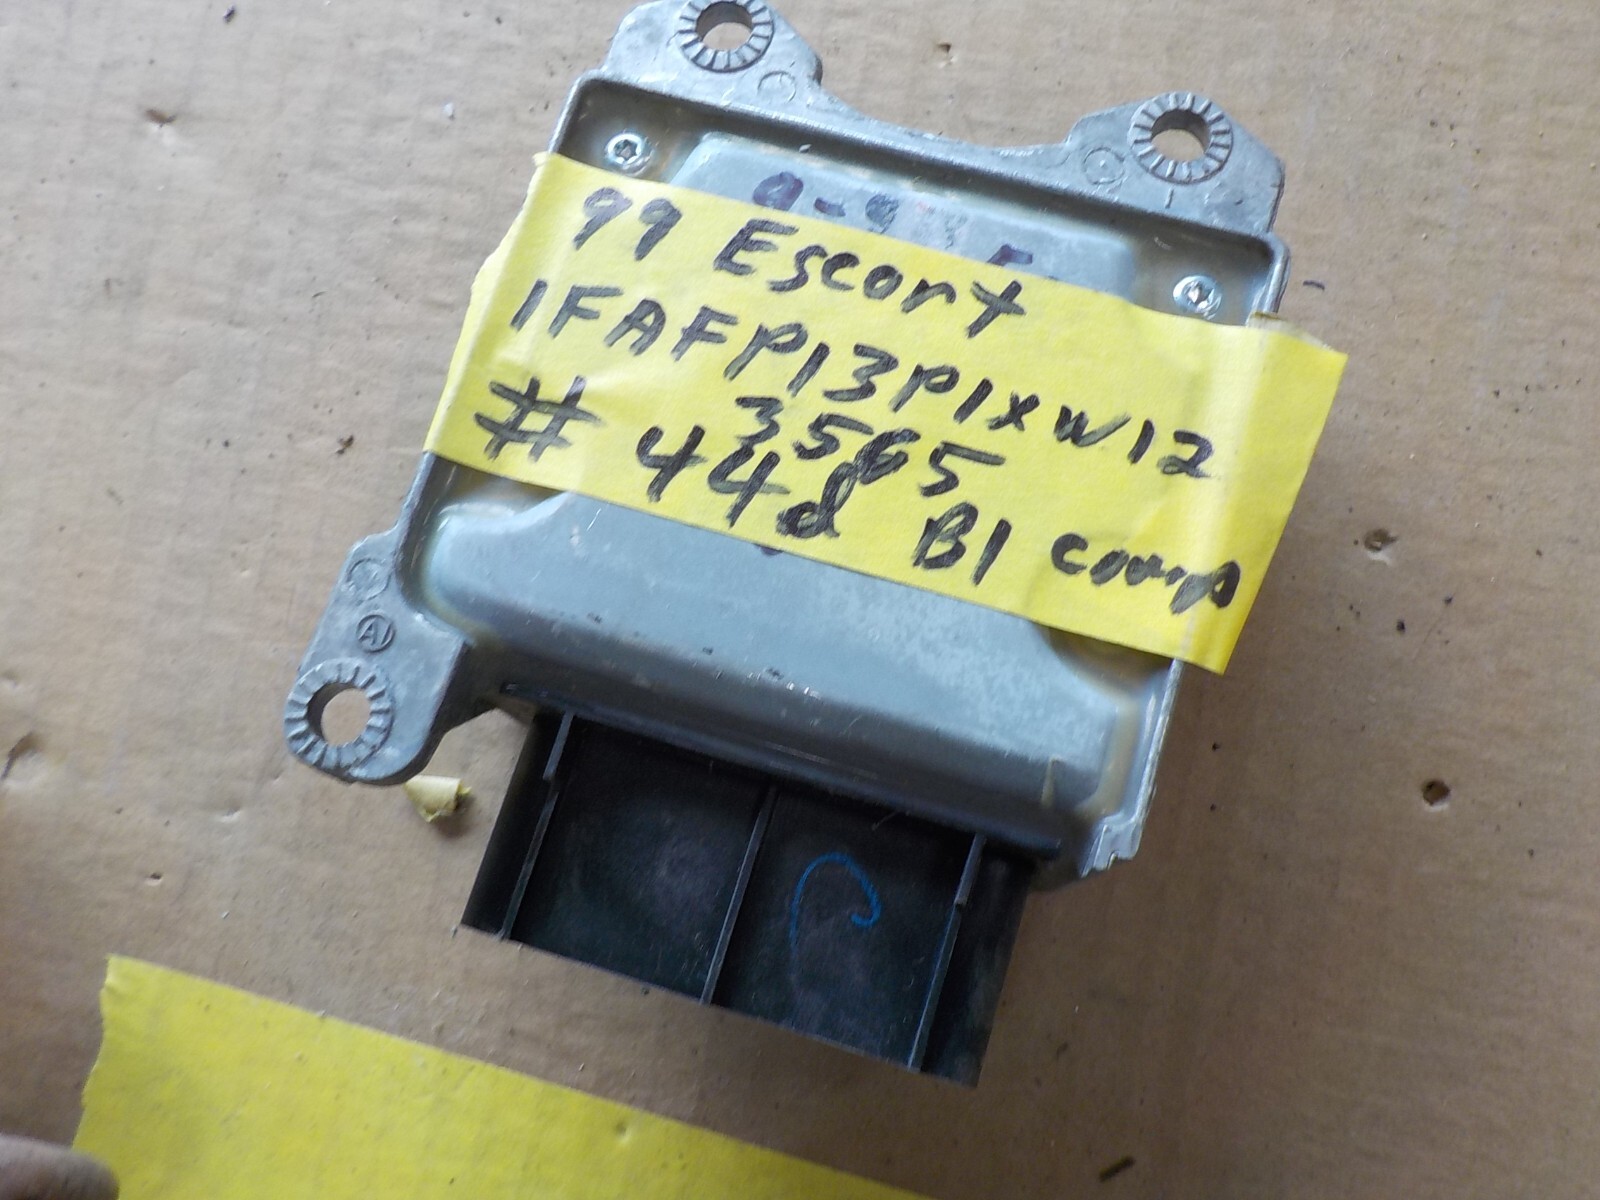 99 Escort
1FAFP13P1XW12
3565
# 44d B1 comp
A